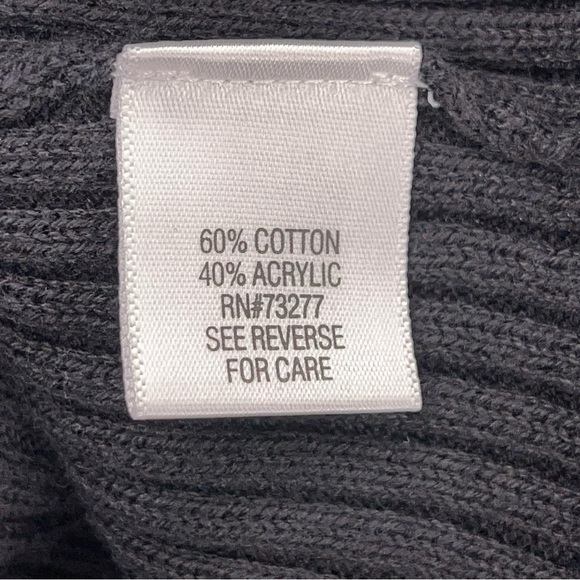 60% COTTON
40% ACRYLIC
RN#73277
SEE REVERSE
FOR CARE